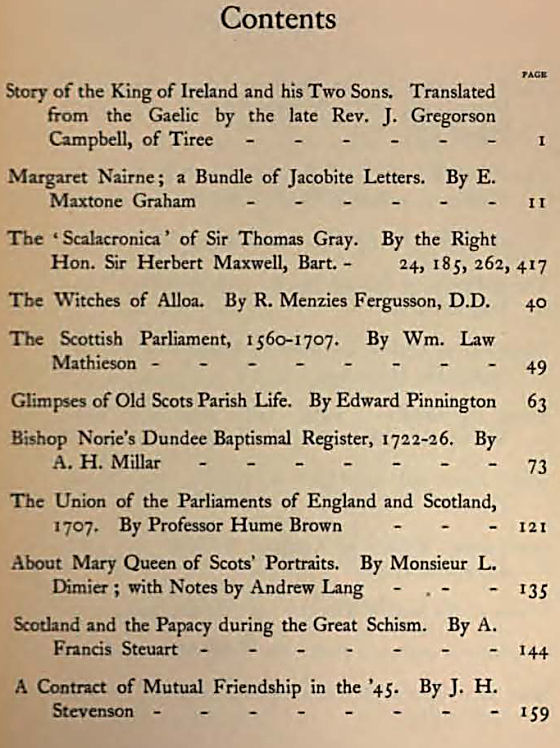 Contents
PAGE
Story of the King of Ireland and his Two Sons. Translated
from the Gaelic by the late Rev. J. Gregorson
Campbell, of Tiree - - - - - - 1
Margaret Nairne; a Bundle of Jacobite Letters. By E.
Maxtone Graham - - - - - - 11
The 'Scalacronica' of Sir Thomas Gray. By the Right
Hon. Sir Herbert Maxwell, Bart. - 24, 185, 262, 417
The Witches of Alloa. By R. Menzies Fergusson, D.D. 40
The Scottish Parliament, 1560-1707. By Wm. Law
Mathieson - - - - - - - - 49
Glimpses of Old Scots Parish Life. By Edward Pinnington 63
Bishop Norie's Dundee Baptismal Register, 1722-26. By
A. H. Millar - - - - - - - 73
The Union of the Parliaments of England and Scotland,
1707. By Professor Hume Brown - - - 121
About Mary Queen of Scots' Portraits. By Monsieur L.
Dimier; with Notes by Andrew Lang - - - - 135
Scotland and the Papacy during the Great Schism. By A.
Francis Steuart - - - - - - - 144
A Contract of Mutual Friendship in the '45. By J. H.
Stevenson - - - - - - - - 159